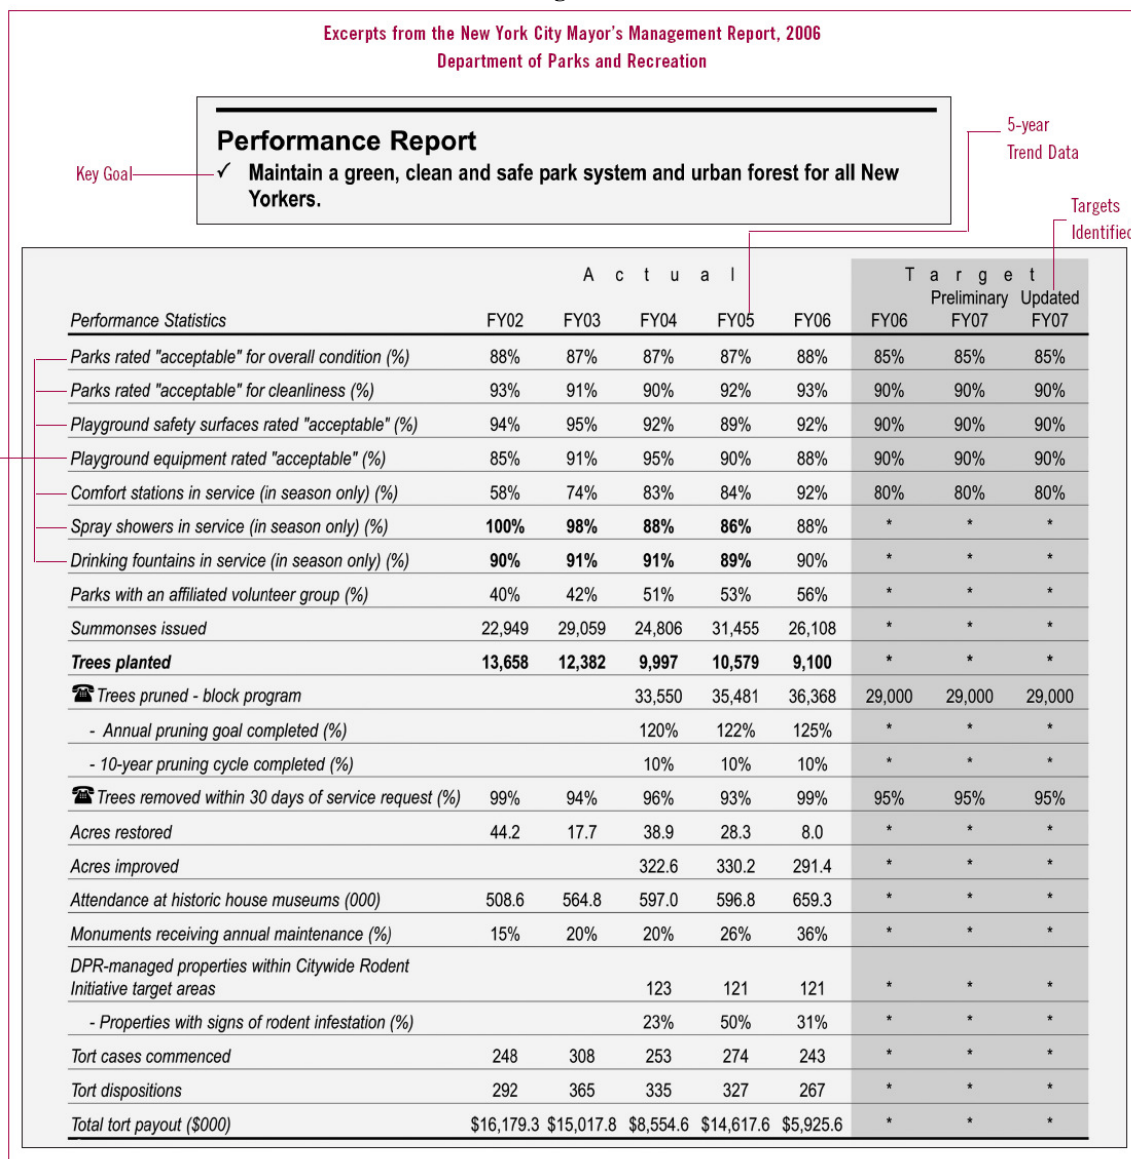 Excerpts from the New York City Mayor's Management Report, 2006
Department of Parks and Recreation
5-year
Trend Data
Performance Report
Key Goal
✓ Maintain a green, clean and safe park system and urban forest for all New
Yorkers.
Targets
Identified
Actual Target
Preliminary Updated
Performance Statistics FY02 FY03 FY04 FY05 FY06 FY06 FY07 FY07
Parks rated "acceptable" for overall condition (%) 88% 87% 87% 87% 88% 85% 85% 85%
Parks rated "acceptable" for cleanliness (%) 93% 91% 90% 92% 93% 90% 90% 90%
Playground safety surfaces rated "acceptable" (%) 94% 95% 92% 89% 92% 90% 90% 90%
Playground equipment rated "acceptable" (%) 85% 91% 95% 90% 88% 90% 90% 90%
Comfort stations in service (in season only) (%) 58% 74% 83% 84% 92% 80% 80% 80%
Spray showers in service (in season only) (%) 100% 98% 88% 86% 88% * * *
Drinking fountains in service (in season only) (%) 90% 91% 91% 89% 90% * * *
Parks with an affiliated volunteer group (%) 40% 42% 51% 53% 56% * * *
Summonses issued 22,949 29,059 24,806 31,455 26,108 * * *
Trees planted 13,658 12,382 9,997 10,579 9,100 * * *
☎ Trees pruned - block program 33,550 35,481 36,368 29,000 29,000 29,000
- Annual pruning goal completed (%) 120% 122% 125% * * *
- 10-year pruning cycle completed (%) 10% 10% 10% * * *
☎ Trees removed within 30 days of service request (%) 99% 94% 96% 93% 99% 95% 95% 95%
Acres restored 44.2 17.7 38.9 28.3 8.0 * * *
Acres improved 322.6 330.2 291.4 * * *
Attendance at historic house museums (000) 508.6 564.8 597.0 596.8 659.3 * * *
Monuments receiving annual maintenance (%) 15% 20% 20% 26% 36% * * *
DPR-managed properties within Citywide Rodent
Initiative target areas 123 121 121 * * *
- Properties with signs of rodent infestation (%) 23% 50% 31% * * *
Tort cases commenced 248 308 253 274 243 * * *
Tort dispositions 292 365 335 327 267 * * *
Total tort payout ($000) $16,179.3 $15,017.8 $8,554.6 $14,617.6 $5,925.6 * * *